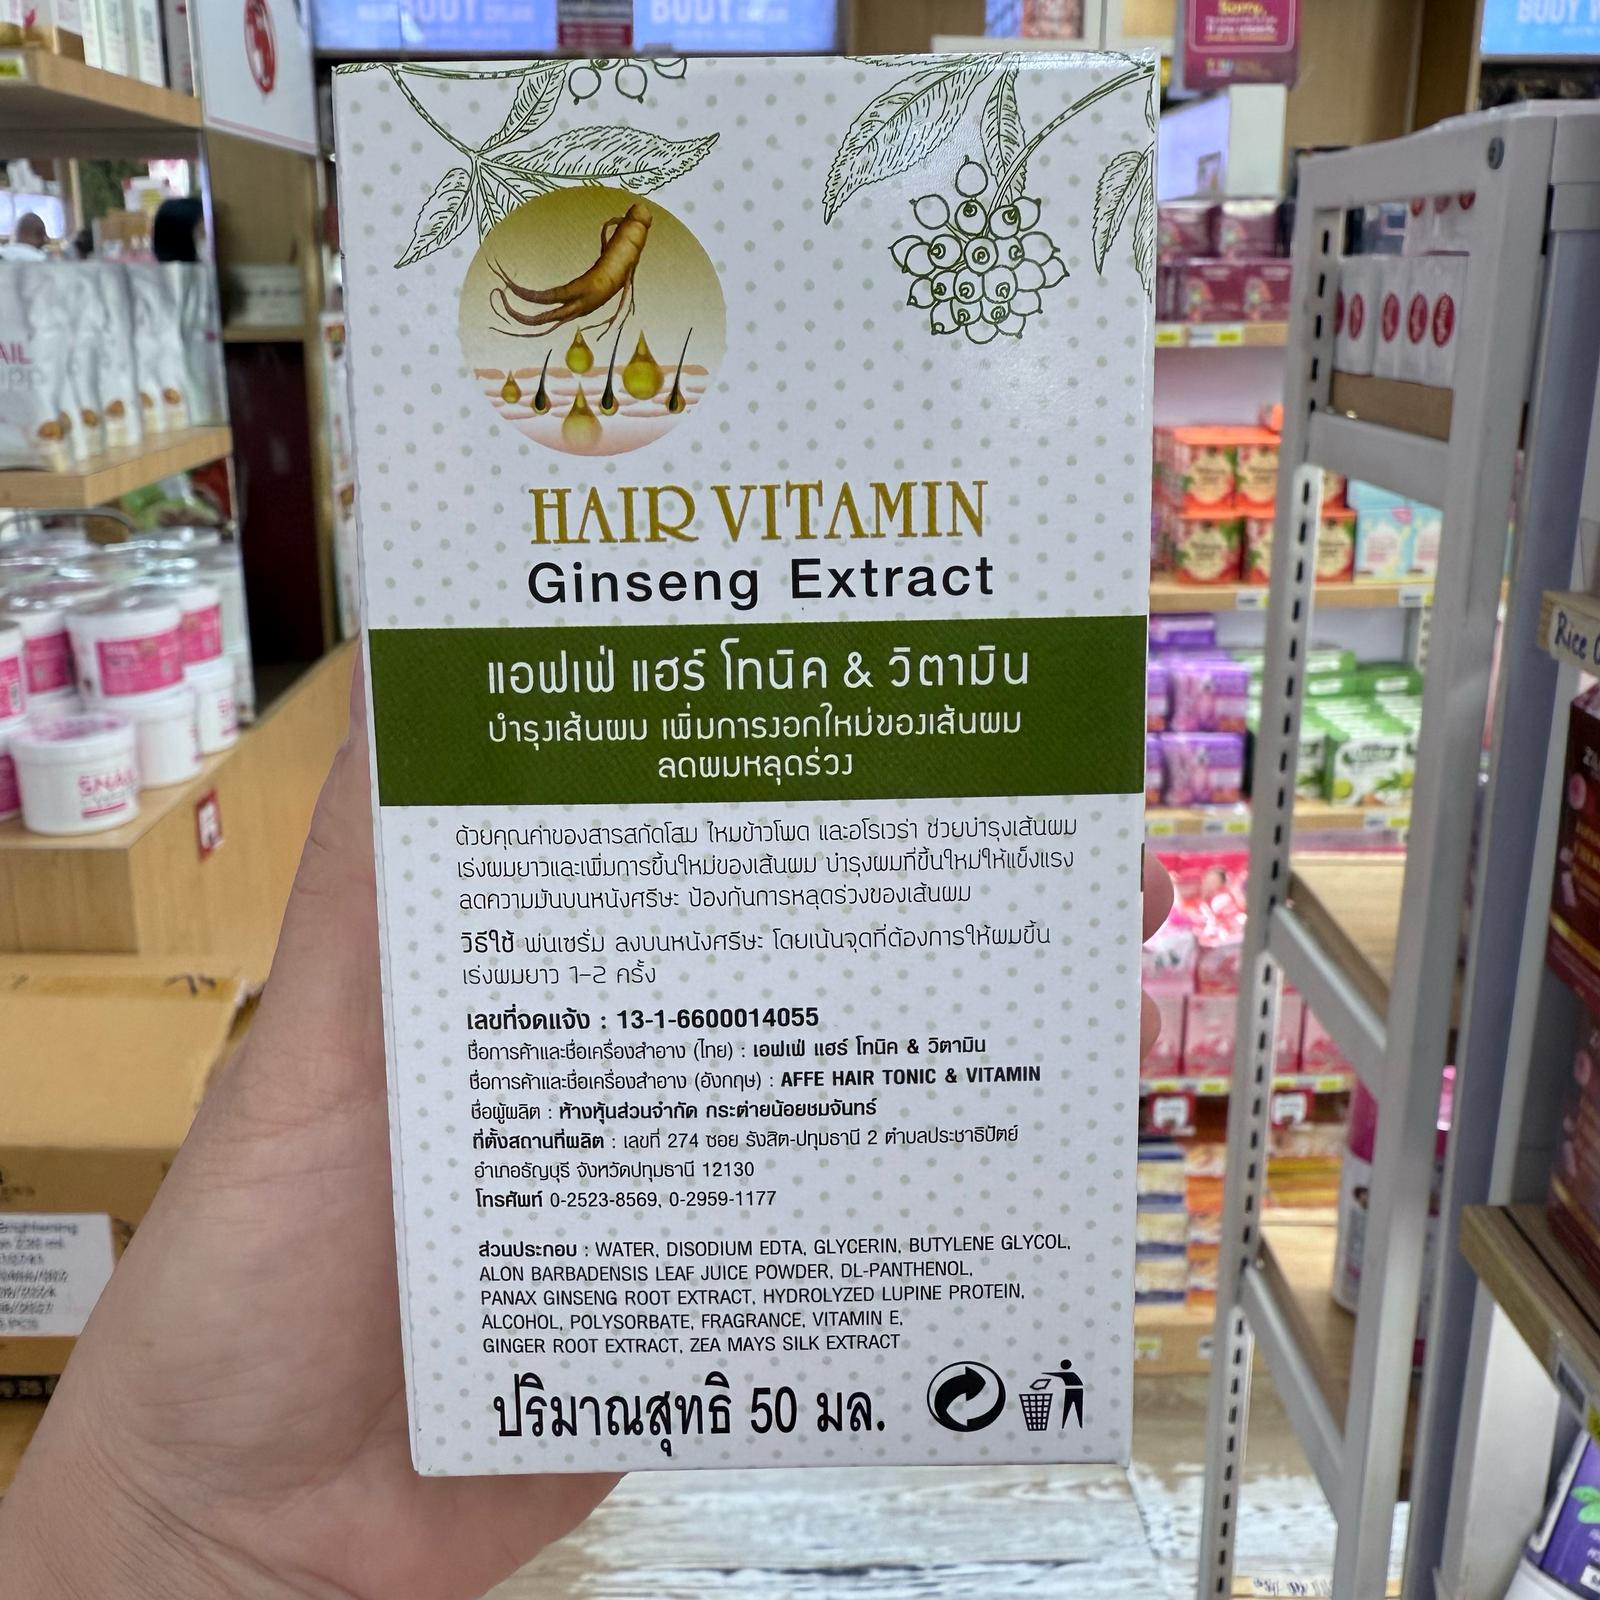 BODY
BODY
Sorry,
BODY
HAIR VITAMIN
Ginseng Extract
แอฟเฟ่ แฮร์ โทนิค & วิตามิน
บำรุงเส้นผม เพิ่มการงอกใหม่ของเส้นผม
ลดผมหลุดร่วง
ด้วยคุณค่าของสารสกัดโสม ไหมข้าวโพด และอโรเวร่า ช่วยบำรุงเส้นผม
เร่งผมยาวและเพิ่มการขึ้นใหม่ของเส้นผม บำรุงผมที่ขึ้นใหม่ให้แข็งแรง
ลดความมันบนหนังศรีษะ ป้องกันการหลุดร่วงของเส้นผม
วิธีใช้ พ่นเซรั่ม ลงบนหนังศรีษะ โดยเน้นจุดที่ต้องการให้ผมขึ้น
เร่งผมยาว 1-2 ครั้ง
เลขที่จดแจ้ง : 13-1-6600014055
ชื่อการค้าและชื่อเครื่องสำอาง (ไทย) : เอฟเฟ่ แฮร์ โทนิค & วิตามิน
ชื่อการค้าและชื่อเครื่องสำอาง (อังกฤษ) : AFFE HAIR TONIC & VITAMIN
ชื่อผู้ผลิต : ห้างหุ้นส่วนจำกัด กระต่ายน้อยชมจันทร์
ที่ตั้งสถานที่ผลิต : เลขที่ 274 ซอย รังสิต-ปทุมธานี 2 ตำบลประชาธิปัตย์
อำเภอธัญบุรี จังหวัดปทุมธานี 12130
โทรศัพท์ 0-2523-8569, 0-2959-1177
ส่วนประกอบ : WATER, DISODIUM EDTA, GLYCERIN, BUTYLENE GLYCOL,
ALON BARBADENSIS LEAF JUICE POWDER, DL-PANTHENOL,
PANAX GINSENG ROOT EXTRACT, HYDROLYZED LUPINE PROTEIN,
ALCOHOL, POLYSORBATE, FRAGRANCE, VITAMIN E,
GINGER ROOT EXTRACT, ZEA MAYS SILK EXTRACT
ปริมาณสุทธิ 50 มล.
SNAIL
Rice